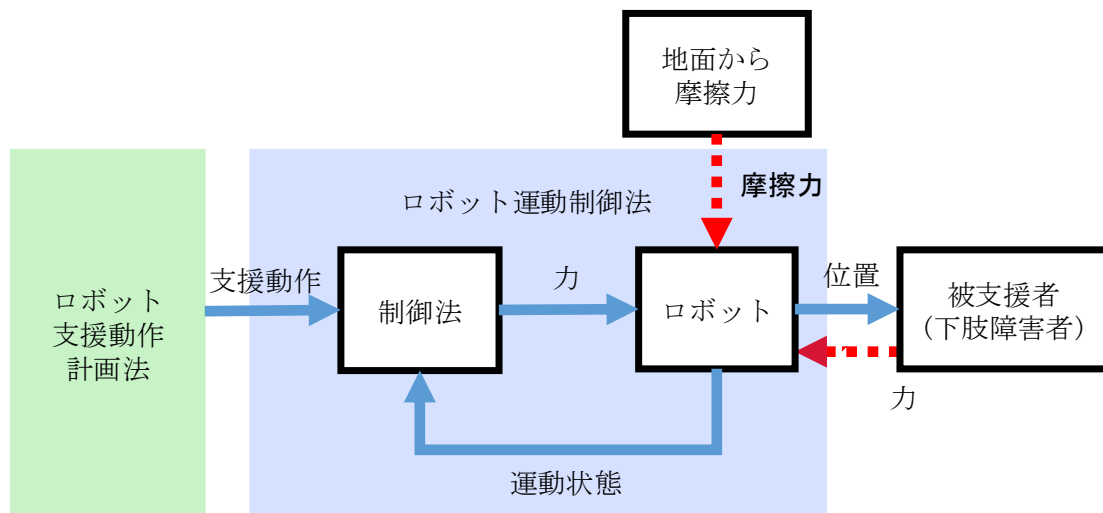 地面から
摩擦力
摩擦力
ロボット運動制御法
支援動作
力
位置
ロボット
支援動作
計画法
制御法
ロボット
被支援者
(下肢障害者)
力
運動状態